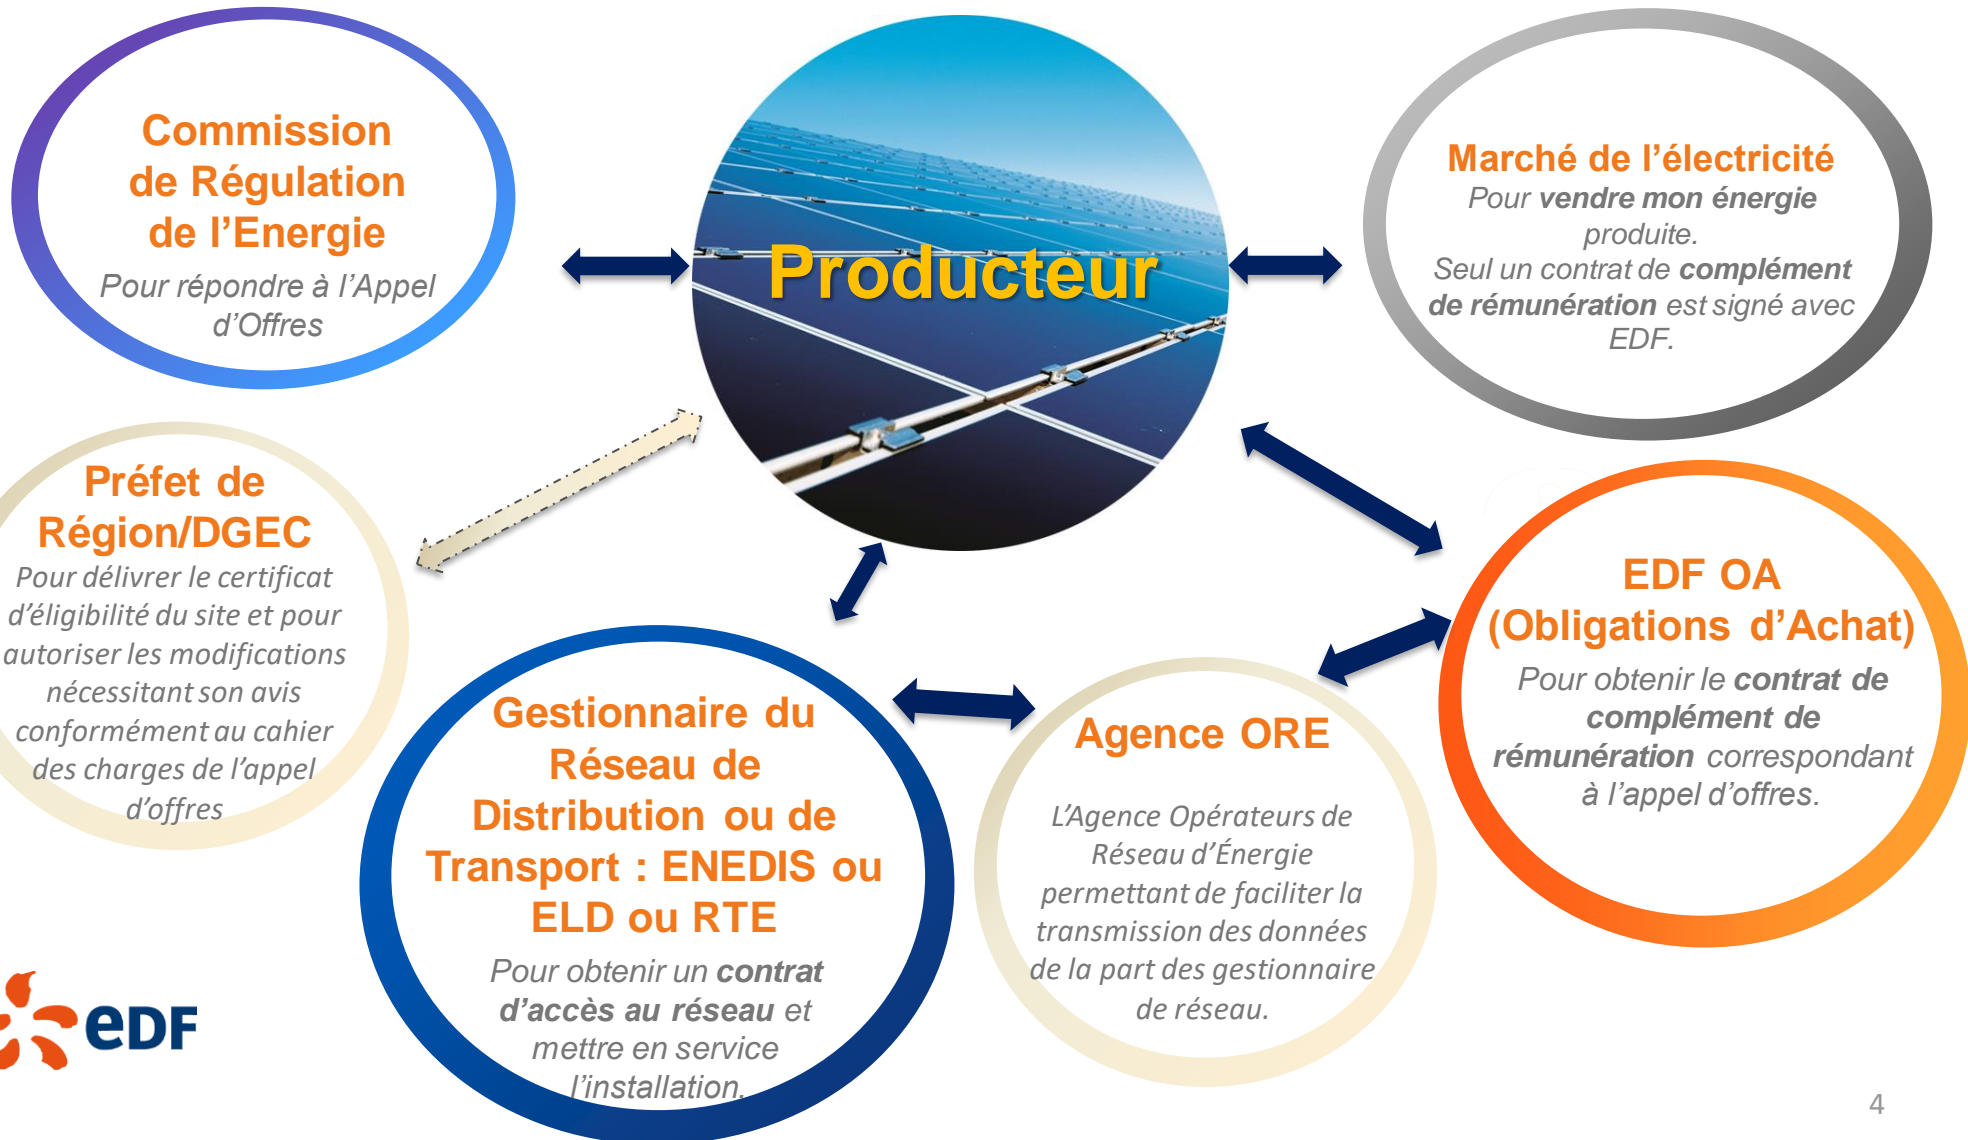 Commission
de Régulation
de l’Energie
Pour répondre à l’Appel
d’Offres
Producteur
Marché de l’électricité
Pour vendre mon énergie
produite.
Seul un contrat de complément
de rémunération est signé avec
EDF.
Préfet de
Région/DGEC
Pour délivrer le certificat
d’éligibilité du site et pour
autoriser les modifications
nécessitant son avis
conformément au cahier
des charges de l’appel
d’offres
Gestionnaire du
Réseau de
Distribution ou de
Transport : ENEDIS ou
ELD ou RTE
Pour obtenir un contrat
d’accès au réseau et
mettre en service
l’installation.
Agence ORE
L’Agence Opérateurs de
Réseau d’Énergie
permettant de faciliter la
transmission des données
de la part des gestionnaire
de réseau.
EDF OA
(Obligations d’Achat)
Pour obtenir le contrat de
complément de
rémunération correspondant
à l’appel d’offres.
eDF
4